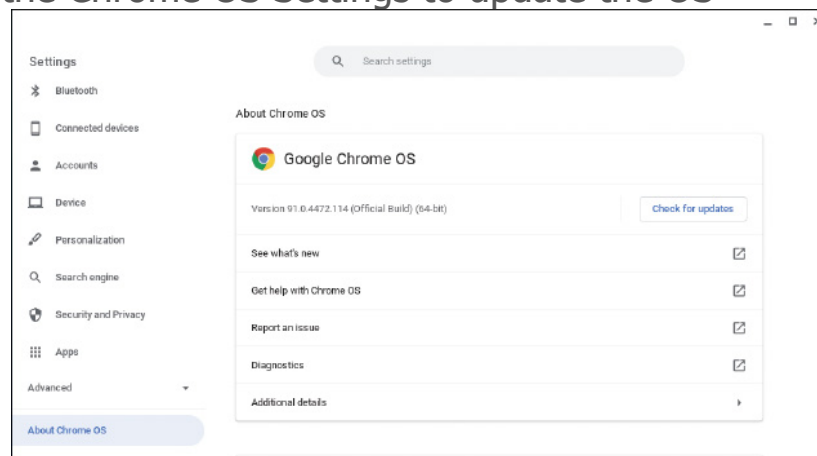 the Chrome OS Settings to update the OS
Settings
Search settings
Bluetooth
Connected devices
Accounts
Device
Personalization
Search engine
Security and Privacy
Apps
Advanced
About Chrome OS
About Chrome OS
Google Chrome OS
Version 91.0.4472.114 (Official Build) (64-bit)
Check for updates
See what's new
Get help with Chrome OS
Report an issue
Diagnostics
Additional details